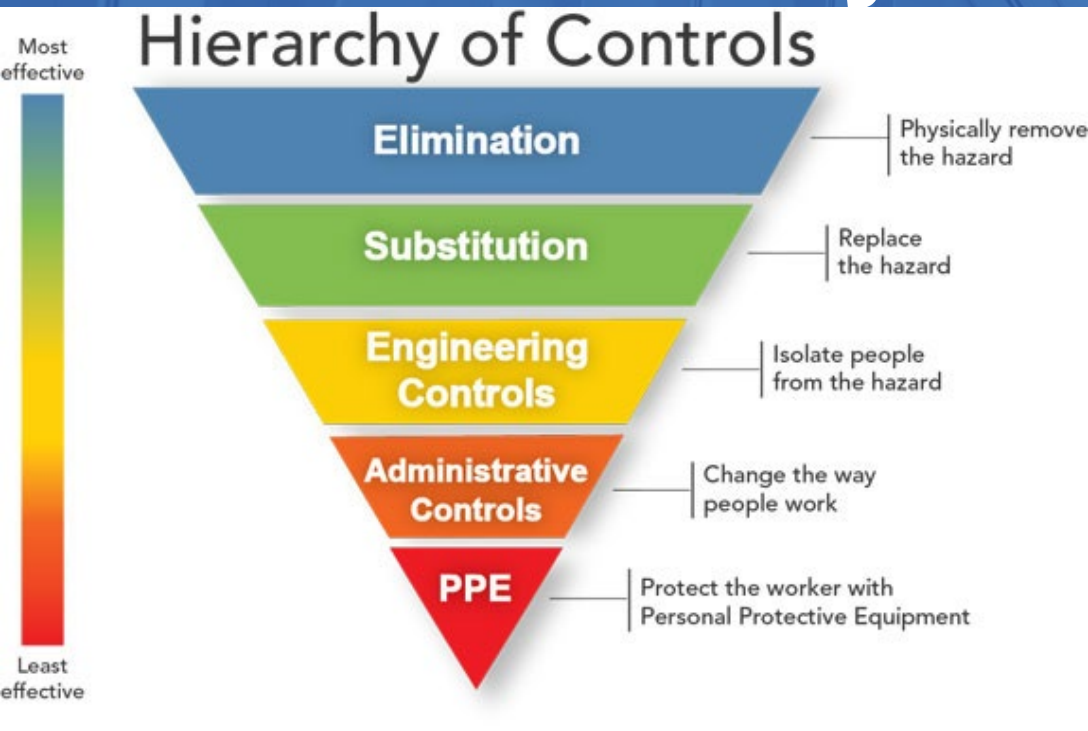 Hierarchy of Controls
Most
effective
Elimination
Physically remove
the hazard
Substitution
Replace
the hazard
Engineering
Controls
Isolate people
from the hazard
Administrative
Controls
Change the way
people work
PPE
Protect the worker with
Personal Protective Equipment
Least
effective